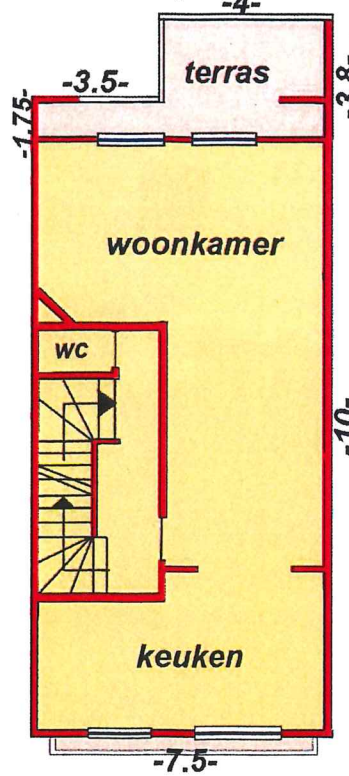 -4-
-3.5-
terras
-3.8-
-1.75-
woonkamer
wc
-10-
keuken
-7.5-